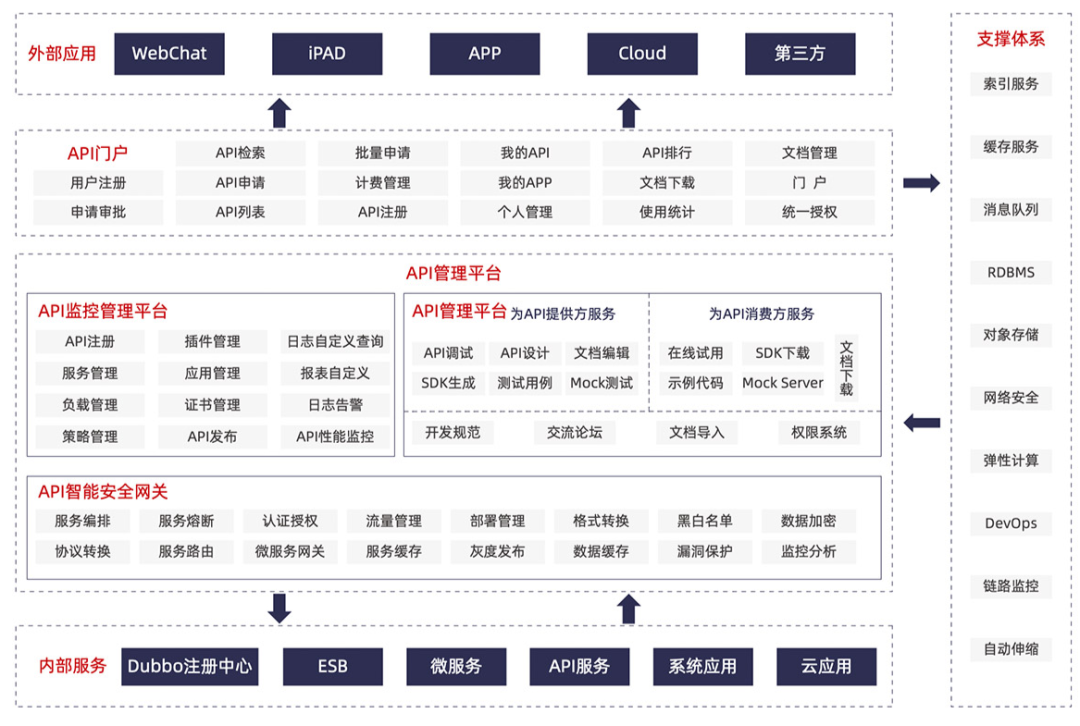 外部应用
WebChat
iPAD
APP
Cloud
第三方
API门户
API检索
批量申请
我的API
API排行
文档管理
用户注册
API申请
计费管理
我的APP
文档下载
门 户
申请审批
API列表
API注册
个人管理
使用统计
统一授权
API管理平台
API监控管理平台
API注册
插件管理
日志自定义查询
服务管理
应用管理
报表自定义
负载管理
证书管理
日志告警
策略管理
API发布
API性能监控
API管理平台 为API提供方服务
API调试
API设计
文档编辑
SDK生成
测试用例
Mock测试
为API消费方服务
在线试用
SDK下载
示例代码
Mock Server
文档下载
开发规范
交流论坛
文档导入
权限系统
API智能安全网关
服务编排
服务熔断
认证授权
流量管理
部署管理
格式转换
黑白名单
数据加密
协议转换
服务路由
微服务网关
服务缓存
灰度发布
数据缓存
漏洞保护
监控分析
内部服务
Dubbo注册中心
ESB
微服务
API服务
系统应用
云应用
支撑体系
索引服务
缓存服务
消息队列
RDBMS
对象存储
网络安全
弹性计算
DevOps
链路监控
自动伸缩